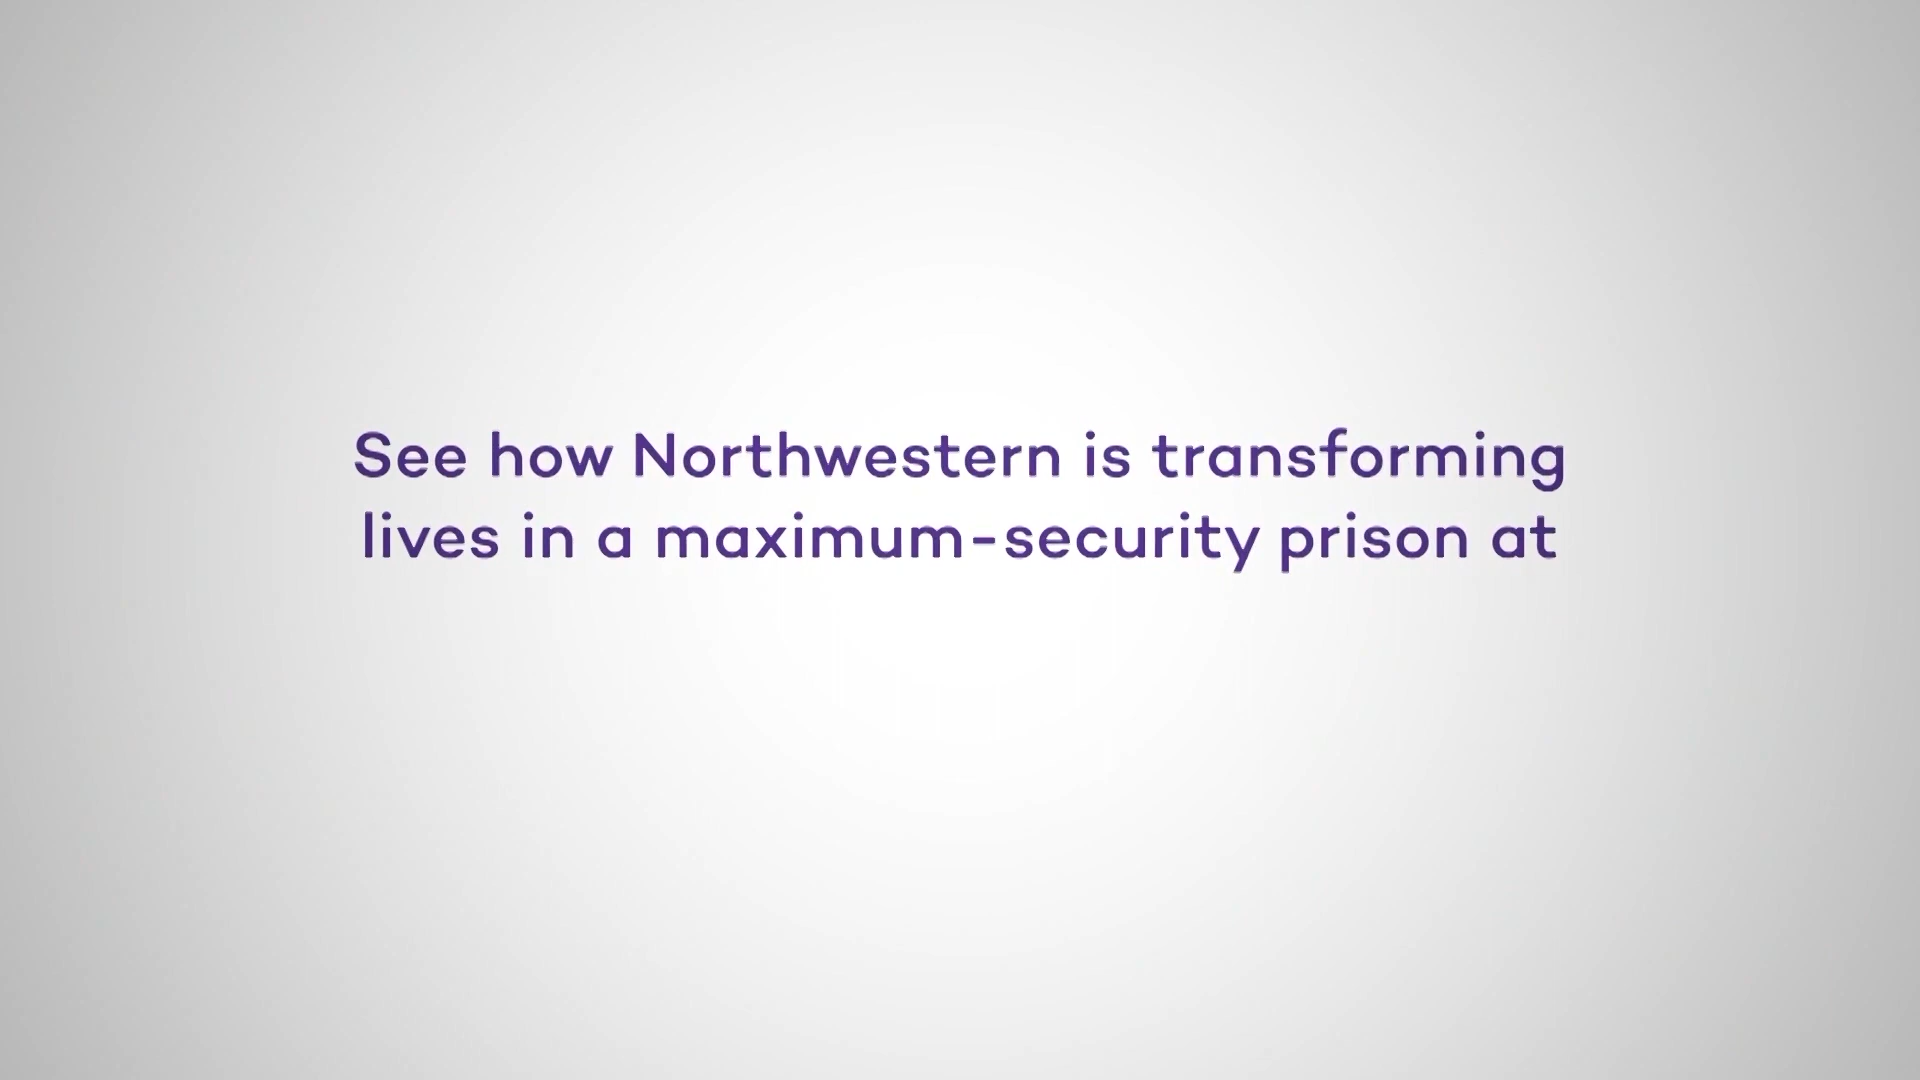 See how Northwestern is transforming
lives in a maximum-security prison at